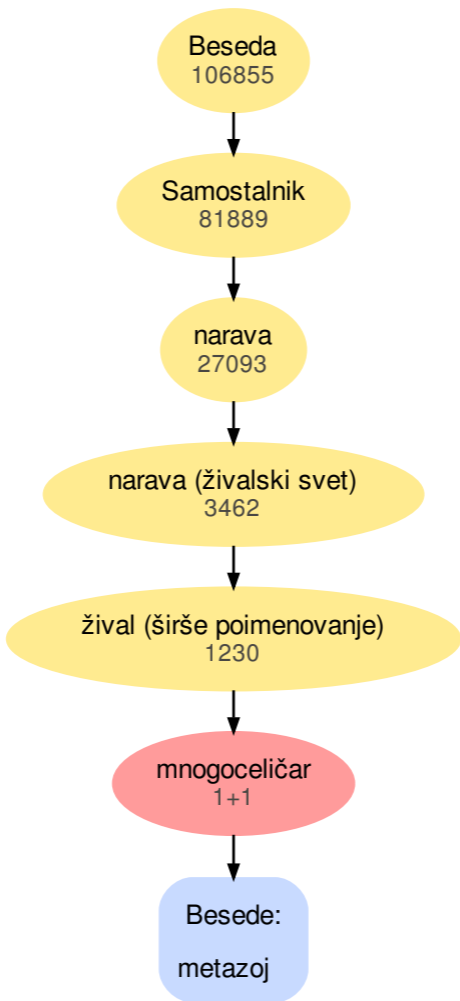 Beseda
106855
Samostalnik
81889
narava
27093
narava (živalski svet)
3462
žival (širše poimenovanje)
1230
mnogoceličar
1+1
Besede:
metazoj